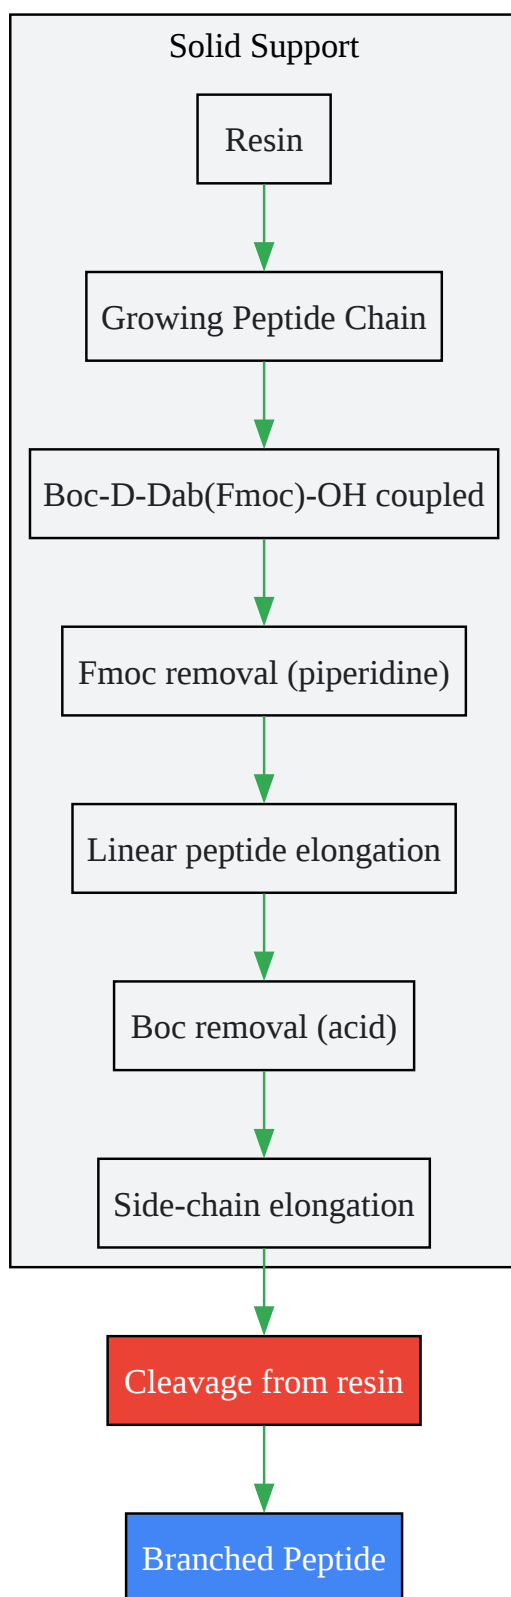 Solid Support
Resin
Growing Peptide Chain
Boc-D-Dab(Fmoc)-OH coupled
Fmoc removal (piperidine)
Linear peptide elongation
Boc removal (acid)
Side-chain elongation
Cleavage from resin
Branched Peptide